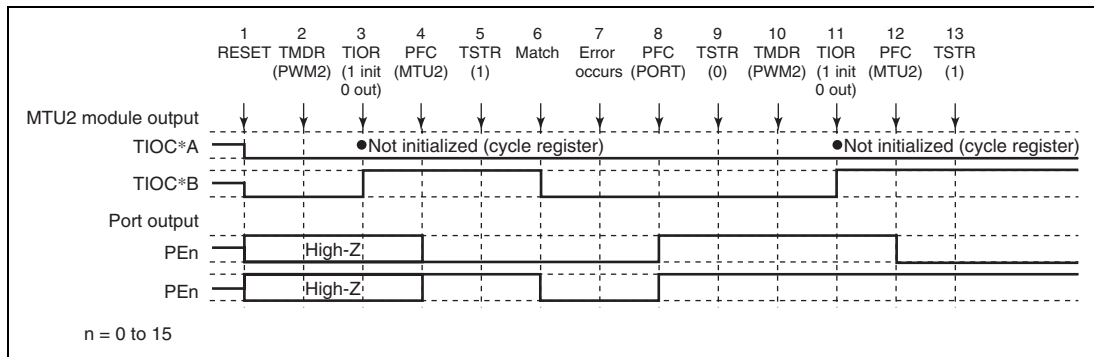 1 2 3 4 5 6 7 8 9 10 11 12 13
RESET TMDR TIOR PFC TSTR Match Error PFC TSTR TMDR TIOR PFC TSTR
(PWM2) (1 init (MTU2) (1) occurs (PORT) (0) (PWM2) (1 init (MTU2) (1)
0 out) 0 out)
MTU2 module output
TIOC*A ●Not initialized (cycle register) ●Not initialized (cycle register)
TIOC*B
Port output
PEn High-Z
PEn High-Z
n = 0 to 15